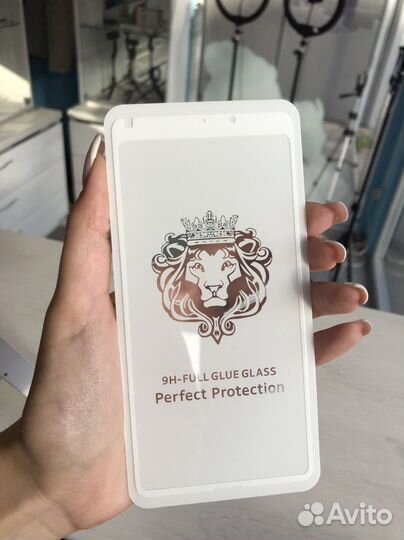 9H-FULL GLUE GLASS
Perfect Protection
Avito